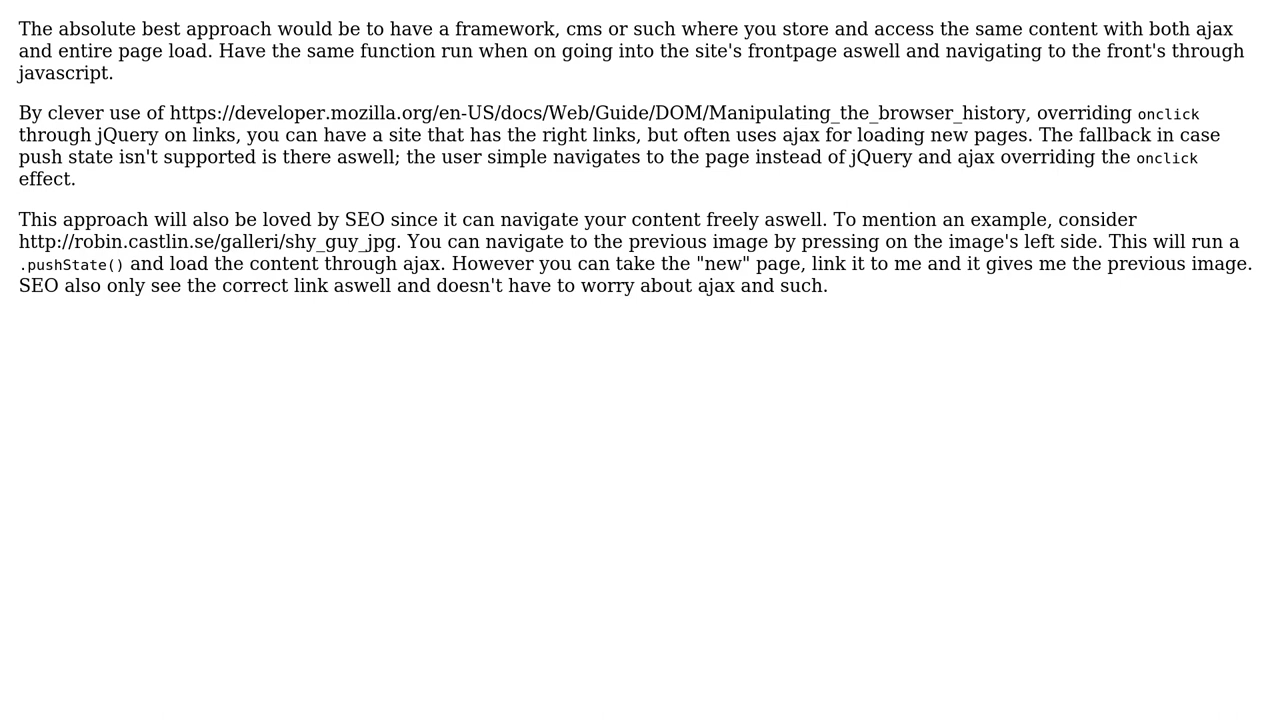 The absolute best approach would be to have a framework, cms or such where you store and access the same content with both ajax
and entire page load. Have the same function run when on going into the site's frontpage aswell and navigating to the front's through
javascript.
By clever use of https://developer.mozilla.org/en-US/docs/Web/Guide/DOM/Manipulating_the_browser_history, overriding onclick
through jQuery on links, you can have a site that has the right links, but often uses ajax for loading new pages. The fallback in case
push state isn't supported is there aswell; the user simple navigates to the page instead of jQuery and ajax overriding the onclick
effect.
This approach will also be loved by SEO since it can navigate your content freely aswell. To mention an example, consider
http://robin.castlin.se/galleri/shy_guy_jpg. You can navigate to the previous image by pressing on the image's left side. This will run a
.pushState() and load the content through ajax. However you can take the "new" page, link it to me and it gives me the previous image.
SEO also only see the correct link aswell and doesn't have to worry about ajax and such.